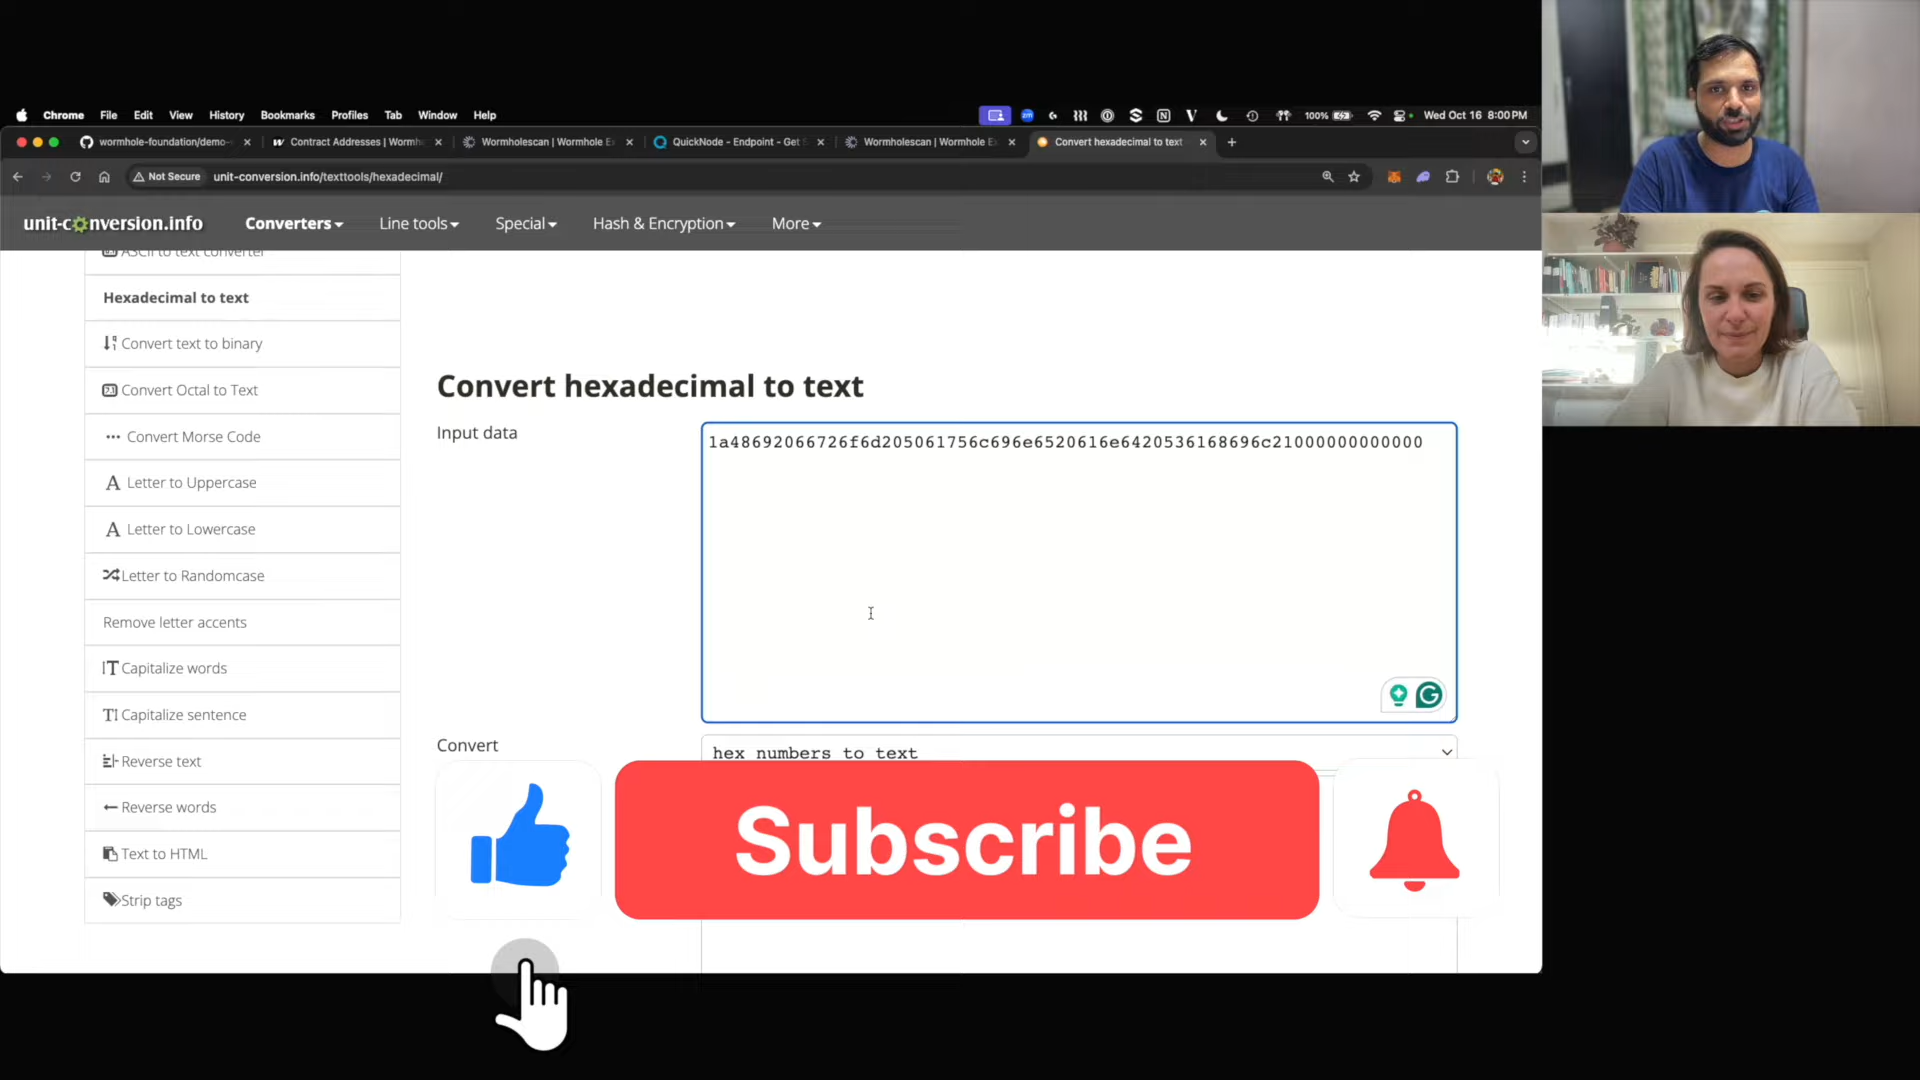 Chrome File Edit View History Bookmarks Profiles Tab Window Help
100% Wed Oct 16 8:00 PM
wormhole-foundation/demo-
Contract Addresses | Wormh
Wormholescan | Wormhole E
QuickNode - Endpoint - Get
Wormholescan | Wormhole E
Convert hexadecimal to text
Not Secure unit-conversion.info/texttools/hexadecimal/
unit-conversion.info
Converters
Line tools
Special
Hash & Encryption
More
ASCII to text converter
Hexadecimal to text
Convert text to binary
Convert Octal to Text
Convert Morse Code
Letter to Uppercase
Letter to Lowercase
Letter to Randomcase
Remove letter accents
Capitalize words
Capitalize sentence
Reverse text
Reverse words
Text to HTML
Strip tags
Convert hexadecimal to text
Input data
1a48692066726f6d205061756c696e6520616e6420536168696c21000000000000
Convert
hex numbers to text
Subscribe